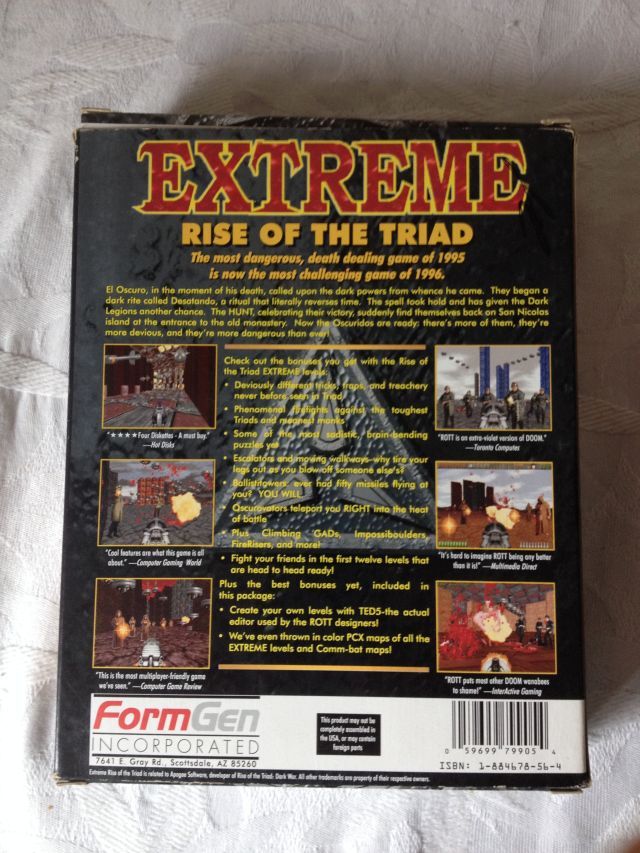 EXTREME
RISE OF THE TRIAD
The most dangerous, death dealing game of 1995
is now the most challenging game of 1996.
El Oscuro, in the moment of his death, called upon the dark powers from whence he came. They began a
dark rite called Desatando, a ritual that literally reverses time. The spell took hold and has given the Dark
Legions another chance. The HUNT, celebrating their victory, suddenly find themselves back on San Nicolas
island at the entrance to the old monastery. Now the Oscuridos are ready: there's more of them, they're
more devious, and they're more dangerous than ever!
"★★★★Four Diskettes - A must buy."
—Hot Disks
"Cool features are what this game is all
about." —Computer Gaming World
"This is the most multiplayer-friendly game
we've seen." —Computer Game Review
Check out the bonuses you get with the Rise of
the Triad EXTREME levels:
• Deviously different tricks, traps, and treachery
never before seen in Triad
• Phenomenal firefights against the toughest
Triads and meanest monks
• Some of the most sadistic, brain-bending
puzzles yet
• Escalators and moving walkways-why tire your
legs out as you blow off someone else's?
• Ballistitowers: ever had fifty missiles flying at
you? YOU WILL
• Oscurovators teleport you RIGHT into the heat
of battle
• Plus Climbing GADs, Impossiboulders,
FireRisers, and more!
• Fight your friends in the first twelve levels that
are head to head ready!
Plus the best bonuses yet, included in
this package:
• Create your own levels with TED5-the actual
editor used by the ROTT designers!
• We've even thrown in color PCX maps of all the
EXTREME levels and Comm-bat maps!
"ROTT is an extra-violet version of DOOM."
—Toronto Computes
"It's hard to imagine ROTT being any better
than it is!" —Multimedia Direct
"ROTT puts most other DOOM wanabees
to shame!" —InterActive Gaming
FormGen
INCORPORATED
7641 E. Gray Rd., Scottsdale, AZ 85260
This product may not be
completely assembled in
the USA, or may contain
foreign parts
0 59699 79905 4
ISBN: 1-884678-56-4
Extreme Rise of the Triad is related to Apogee Software, developer of Rise of the Triad: Dark War. All other trademarks are property of their respective owners.